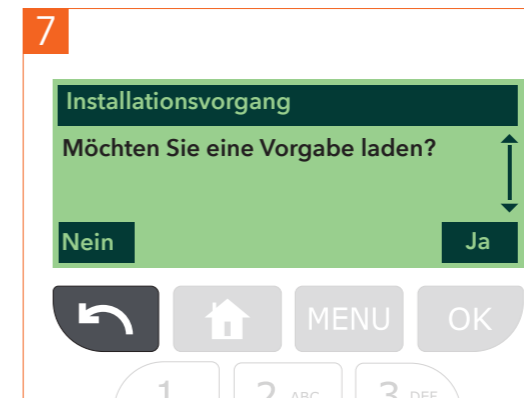 7
Installationsvorgang
Möchten Sie eine Vorgabe laden?
Nein Ja
MENU OK
1 2 ABC 3 DEF